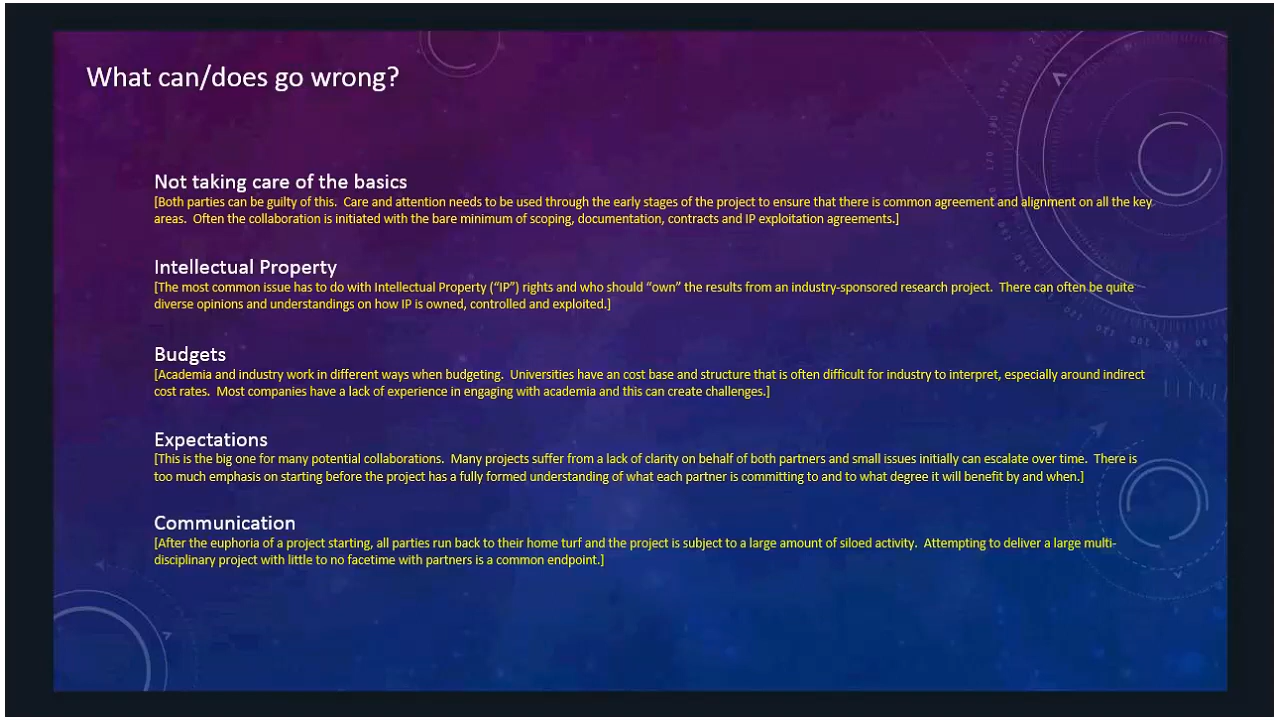 What can/does go wrong?
Not taking care of the basics
[Both parties can be guilty of this.  Care and attention needs to be used through the early stages of the project to ensure that there is common agreement and alignment on all the key
areas.  Often the collaboration is initiated with the bare minimum of scoping, documentation, contracts and IP exploitation agreements.]
Intellectual Property
[The most common issue has to do with Intellectual Property (“IP”) rights and who should “own” the results from an industry-sponsored research project.  There can often be quite
diverse opinions and understandings on how IP is owned, controlled and exploited.]
Budgets
[Academia and industry work in different ways when budgeting.  Universities have an cost base and structure that is often difficult for industry to interpret, especially around indirect
cost rates.  Most companies have a lack of experience in engaging with academia and this can create challenges.]
Expectations
[This is the big one for many potential collaborations.  Many projects suffer from a lack of clarity on behalf of both partners and small issues initially can escalate over time.  There is
too much emphasis on starting before the project has a fully formed understanding of what each partner is committing to and to what degree it will benefit by and when.]
Communication
[After the euphoria of a project starting, all parties run back to their home turf and the project is subject to a large amount of siloed activity.  Attempting to deliver a large multi-
disciplinary project with little to no facetime with partners is a common endpoint.]